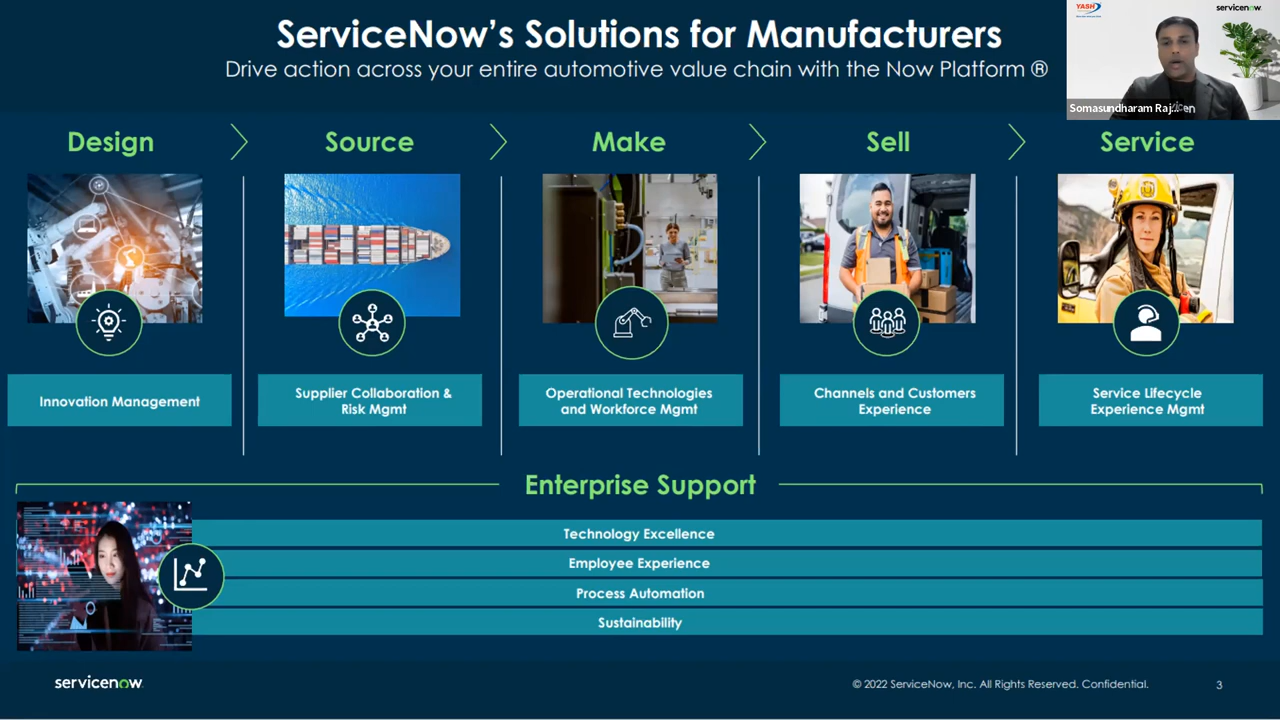 ServiceNow's Solutions for Manufacturers
Drive action across your entire automotive value chain with the Now Platform ®
YASH
servicenow
Somasundharam
Design
Source
Make
Sell
Service
Innovation Management
Supplier Collaboration &
Risk Mgmt
Operational Technologies
and Workforce Mgmt
Channels and Customers
Experience
Service Lifecycle
Experience Mgmt
Enterprise Support
Technology Excellence
Employee Experience
Process Automation
Sustainability
servicenow
© 2022 ServiceNow, Inc. All Rights Reserved. Confidential.
3